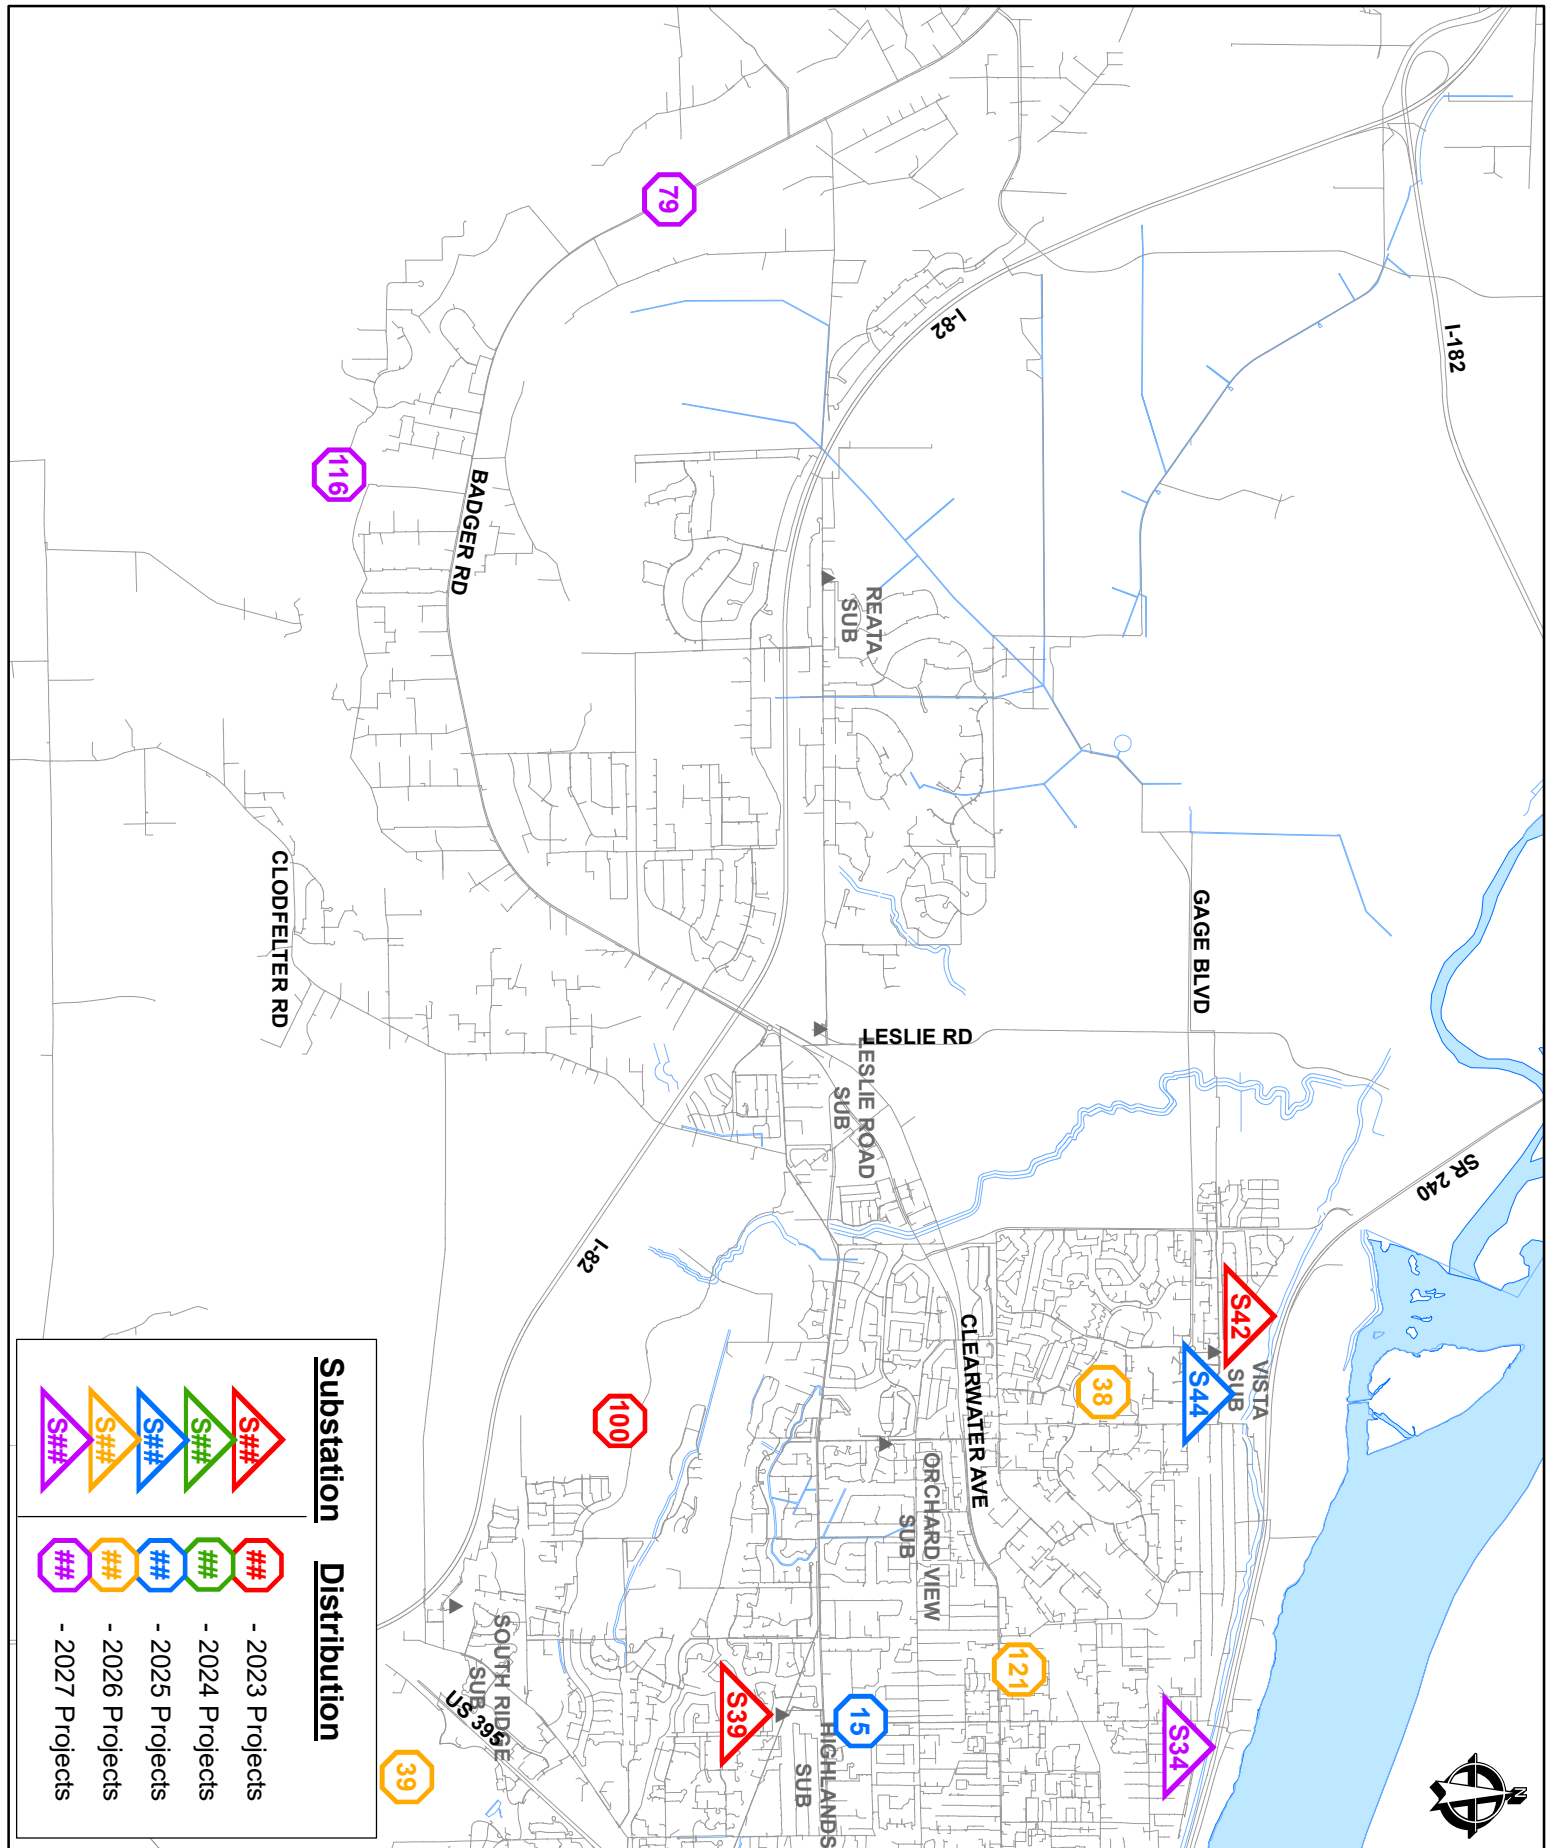 I-182
I-82
79
116
BADGER RD
REATA
SUB
CLODFELTER RD
GAGE BLVD
LESLIE RD
LESLIE ROAD
SUB
SR 240
I-82
S42
VISTA
SUB
S44
38
CLEARWATER AVE
100
ORCHARD VIEW
SUB
121
S34
15
S39
HIGHLANDS
SUB
SOUTH RIDGE
SUB
US 395
39
N
Substation Distribution
S## ## - 2023 Projects
S## ## - 2024 Projects
S## ## - 2025 Projects
S## ## - 2026 Projects
S## ## - 2027 Projects